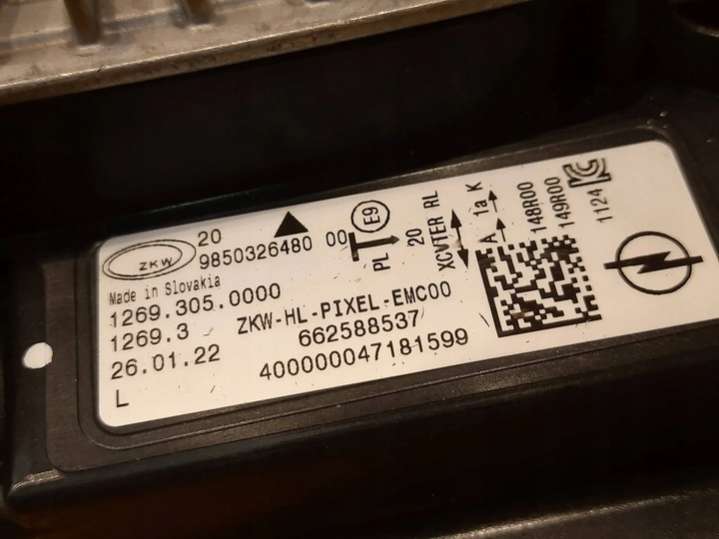 ZKW
20
9850326480 00
Made in Slovakia
1269.305.0000
1269.3 ZKW-HL-PIXEL-EMC00
26.01.22 662588537
L 400000047181599
E9
PL 20
XCVTER RL
A 1a K
148R00
149R00
1124